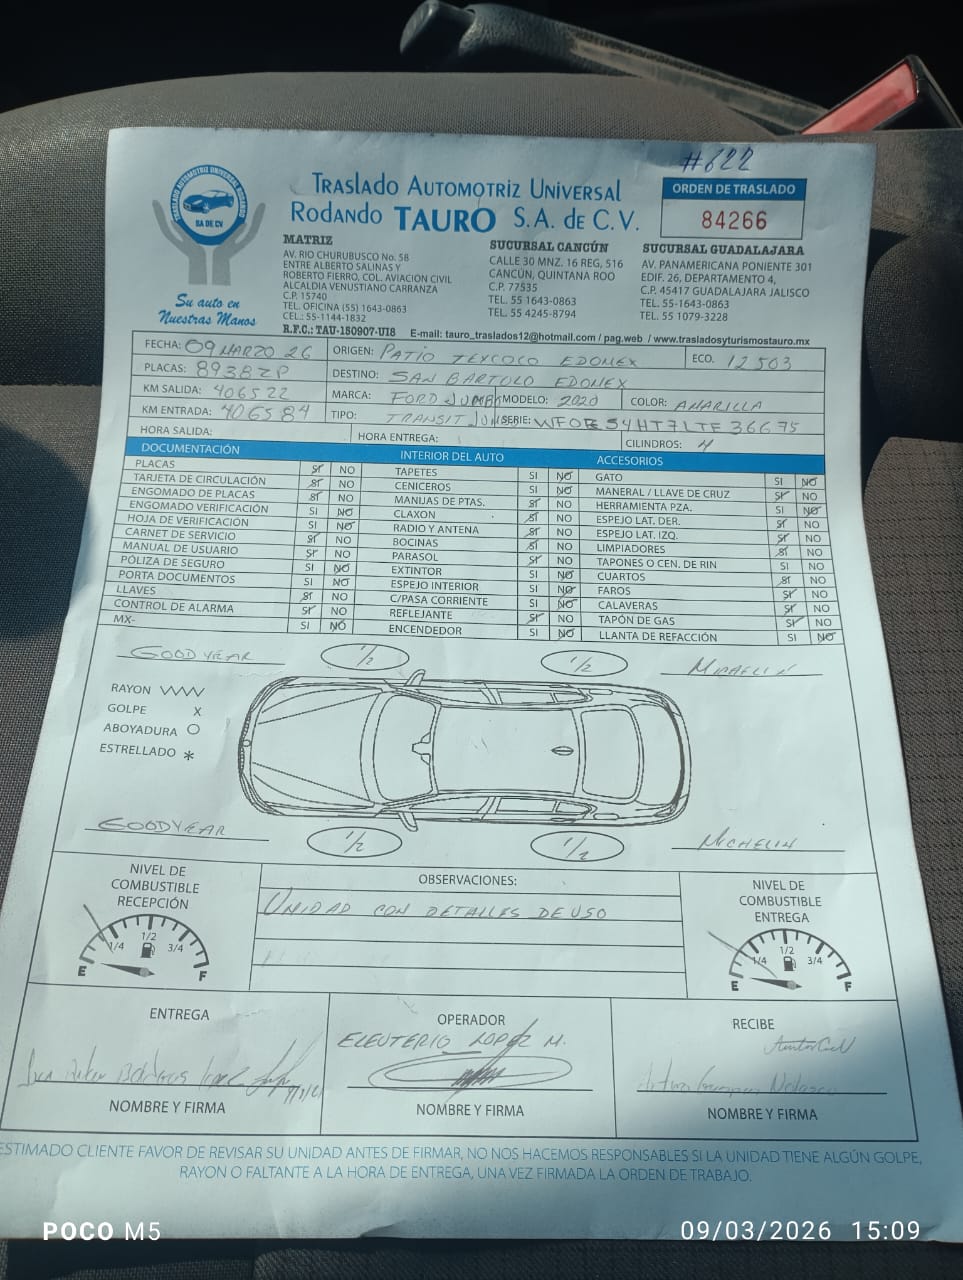 #622
TRASLADO AUTOMOTRIZ UNIVERSAL
RODANDO TAURO S.A. DE C.V.
TRASLADO AUTOMOTRIZ UNIVERSAL RODANDO
SA DE CV
Su auto en
Nuestras Manos
ORDEN DE TRASLADO
84266
MATRIZ
AV. RIO CHURUBUSCO No. 58
ENTRE ALBERTO SALINAS Y
ROBERTO FIERRO, COL. AVIACIÓN CIVIL
ALCALDIA VENUSTIANO CARRANZA
C.P. 15740
TEL. OFICINA (55) 1643-0863
CEL.: 55-1144-1832
R.F.C.: TAU-150907-UI8
SUCURSAL CANCÚN
CALLE 30 MNZ. 16 REG, 516
CANCÚN, QUINTANA ROO
C.P. 77535
TEL. 55 1643-0863
TEL. 55 4245-8794
SUCURSAL GUADALAJARA
AV. PANAMERICANA PONIENTE 301
EDIF. 26, DEPARTAMENTO 4,
C.P. 45417 GUADALAJARA JALISCO
TEL. 55-1643-0863
TEL. 55 1079-3228
E-mail: tauro_traslados12@hotmail.com / pag.web / www.trasladosyturismostauro.mx
FECHA: 09 MARZO 26 ORIGEN: PATIO TEXCOCO EDOMEX ECO. 12503
PLACAS: 8938ZP DESTINO: SAN BARTOLO EDOMEX
KM SALIDA: 406522 MARCA: FORD MODELO: 2020 COLOR: AMARILLA
KM ENTRADA: 406584 TIPO: TRANSIT SERIE:
HORA SALIDA: HORA ENTREGA: CILINDROS: 4
DOCUMENTACIÓN INTERIOR DEL AUTO ACCESORIOS
PLACAS SI NO TAPETES SI NO GATO SI NO
TARJETA DE CIRCULACIÓN SI NO CENICEROS SI NO MANERAL / LLAVE DE CRUZ SI NO
ENGOMADO DE PLACAS SI NO MANIJAS DE PTAS. SI NO HERRAMIENTA PZA. SI NO
ENGOMADO VERIFICACIÓN SI NO CLAXON SI NO ESPEJO LAT. DER. SI NO
HOJA DE VERIFICACIÓN SI NO RADIO Y ANTENA SI NO ESPEJO LAT. IZQ. SI NO
CARNET DE SERVICIO SI NO BOCINAS SI NO LIMPIADORES SI NO
MANUAL DE USUARIO SI NO PARASOL SI NO TAPONES O CEN. DE RIN SI NO
PÓLIZA DE SEGURO SI NO EXTINTOR SI NO CUARTOS SI NO
PORTA DOCUMENTOS SI NO ESPEJO INTERIOR SI NO FAROS SI NO
LLAVES SI NO C/PASA CORRIENTE SI NO CALAVERAS SI NO
CONTROL DE ALARMA SI NO REFLEJANTE SI NO TAPÓN DE GAS SI NO
MX- SI NO ENCENDEDOR SI NO LLANTA DE REFACCIÓN SI NO
GOODYEAR 1/2 1/2 MICHELIN
RAYON
GOLPE X
ABOYADURA O
ESTRELLADO *
GOODYEAR 1/2 1/2 MICHELIN
NIVEL DE
COMBUSTIBLE
RECEPCIÓN
E 1/4 1/2 3/4 F
OBSERVACIONES:
UNIDAD CON DETALLES DE USO
NIVEL DE
COMBUSTIBLE
ENTREGA
E 1/4 1/2 3/4 F
ENTREGA
NOMBRE Y FIRMA
OPERADOR
ELEUTERIO LOPEZ M.
NOMBRE Y FIRMA
RECIBE
NOMBRE Y FIRMA
ESTIMADO CLIENTE FAVOR DE REVISAR SU UNIDAD ANTES DE FIRMAR, NO NOS HACEMOS RESPONSABLES SI LA UNIDAD TIENE ALGÚN GOLPE,
RAYON O FALTANTE A LA HORA DE ENTREGA, UNA VEZ FIRMADA LA ORDEN DE TRABAJO.
POCO M5 09/03/2026 15:09